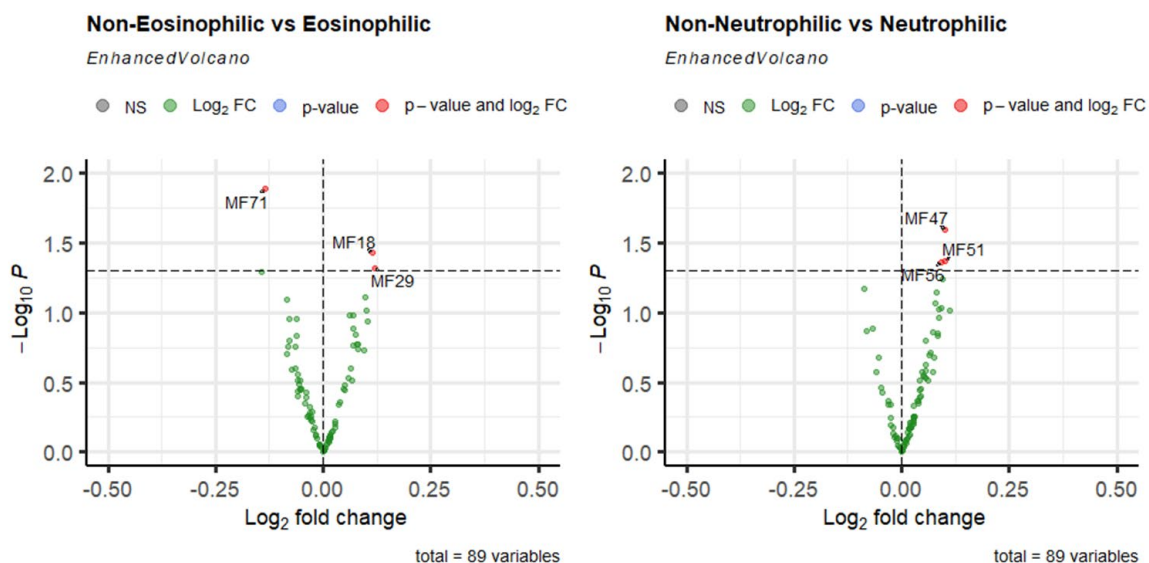 Non-Eosinophilic vs Eosinophilic
EnhancedVolcano
NS Log2 FC p-value p – value and log2 FC
2.0
1.5
1.0
0.5
0.0
–Log10 P
MF71
MF18
MF29
-0.50 -0.25 0.00 0.25 0.50
Log2 fold change
total = 89 variables
Non-Neutrophilic vs Neutrophilic
EnhancedVolcano
NS Log2 FC p-value p – value and log2 FC
2.0
1.5
1.0
0.5
0.0
–Log10 P
MF47
MF51
MF56
-0.50 -0.25 0.00 0.25 0.50
Log2 fold change
total = 89 variables